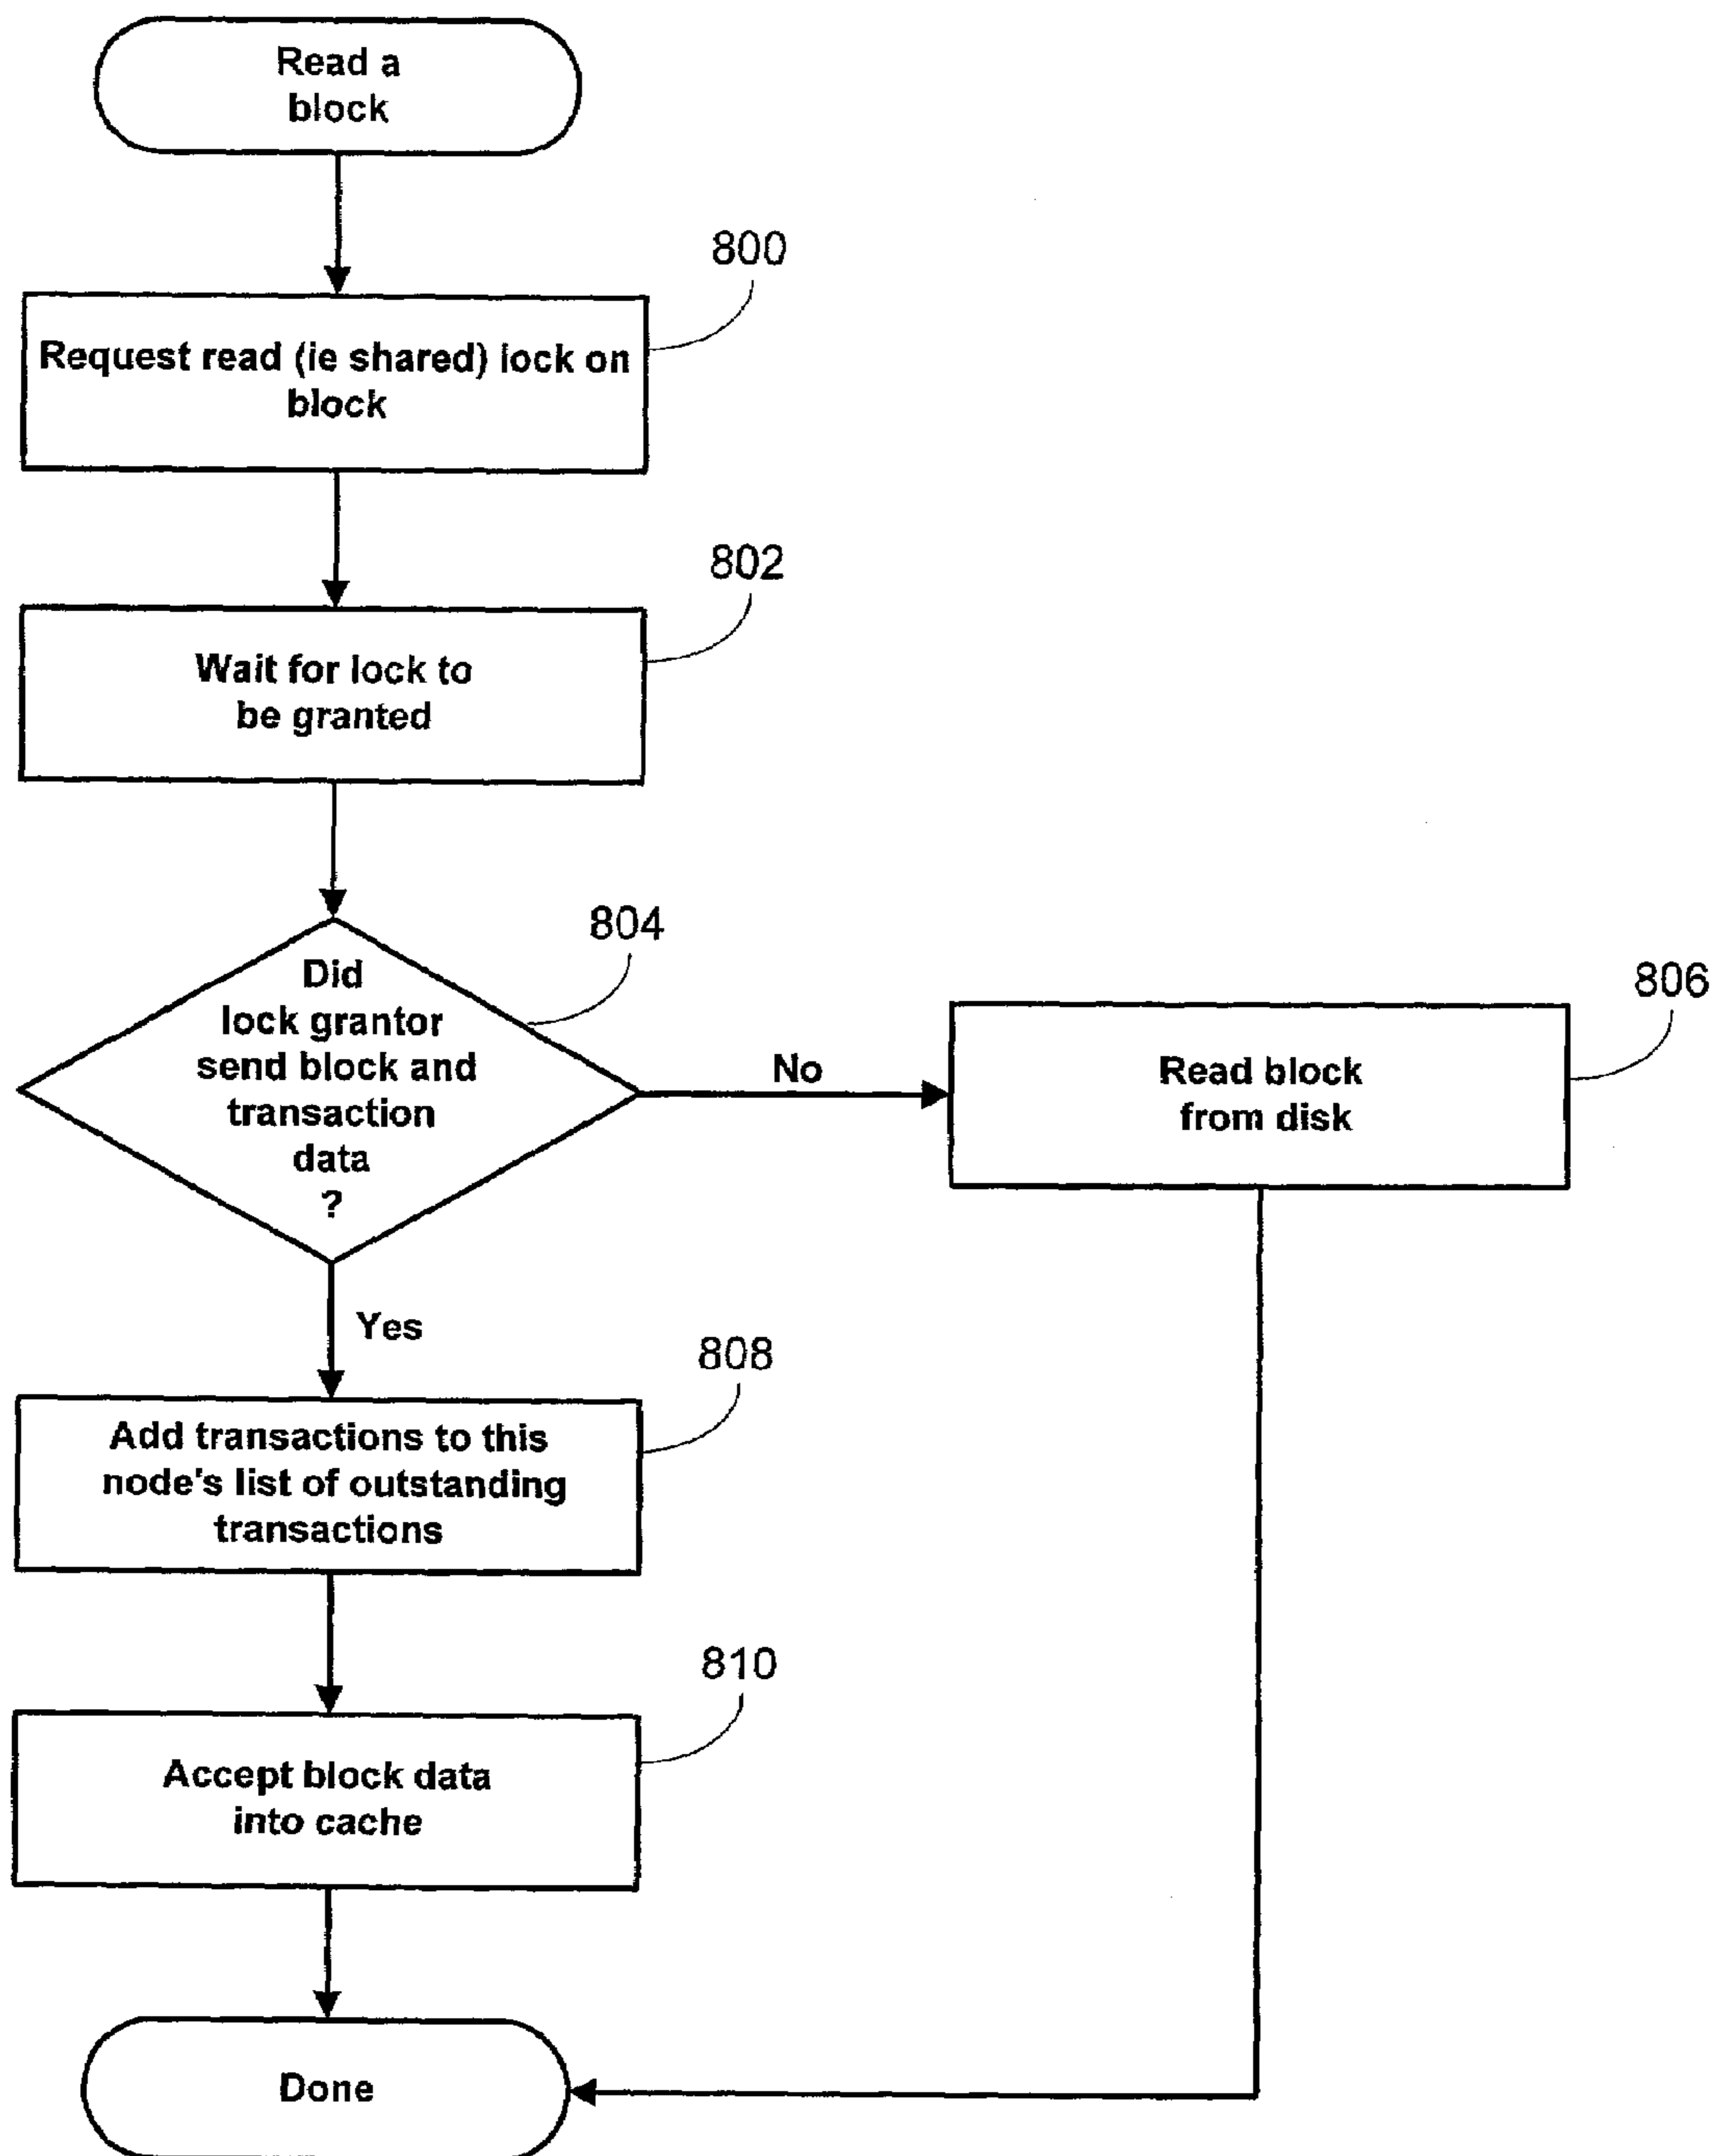 Read a
block
800
Request read (ie shared) lock on
block
802
Wait for lock to
be granted
804
Did
lock grantor
send block and
transaction
data
?
No
806
Read block
from disk
Yes
808
Add transactions to this
node's list of outstanding
transactions
810
Accept block data
into cache
Done